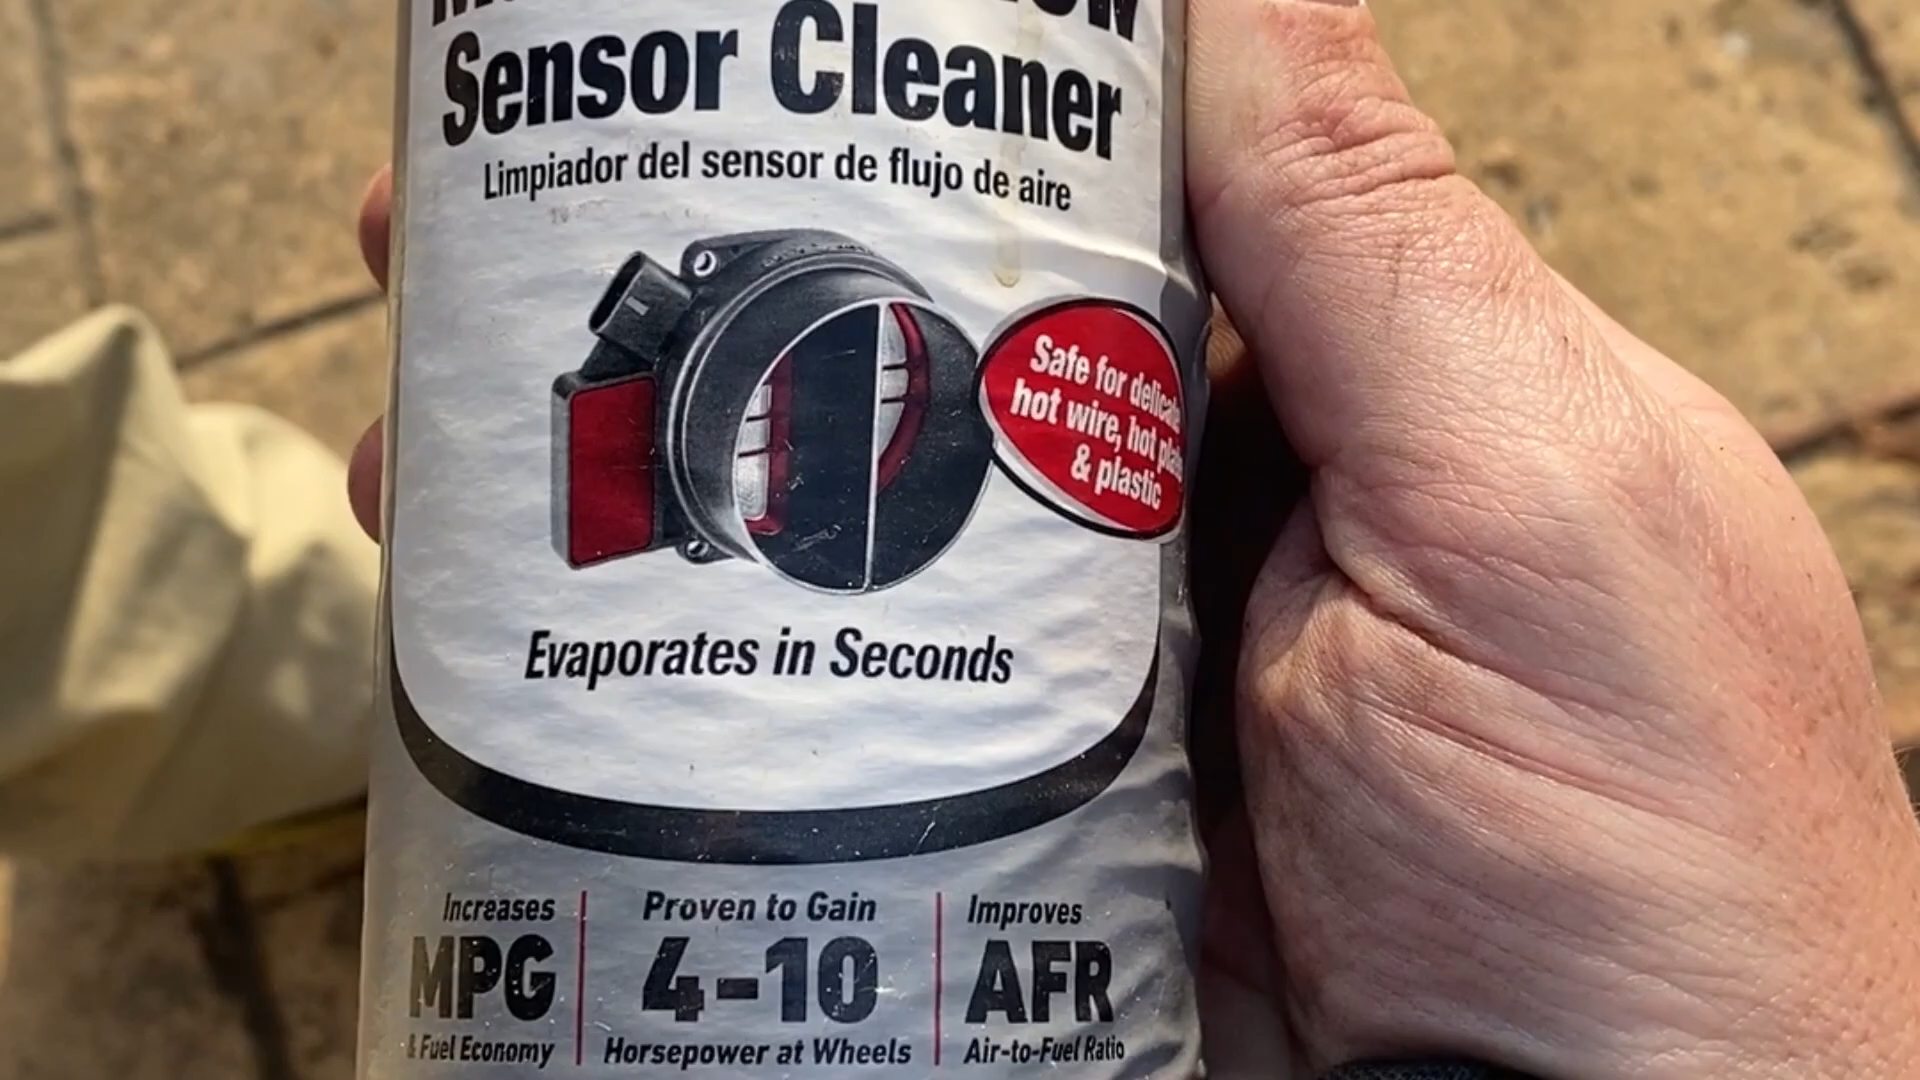 Sensor Cleaner
Limpiador del sensor de flujo de aire
Safe for delicate
hot wire, hot plate
& plastic
Evaporates in Seconds
Increases
MPG
& Fuel Economy
Proven to Gain
4-10
Horsepower at Wheels
Improves
AFR
Air-to-Fuel Ratio